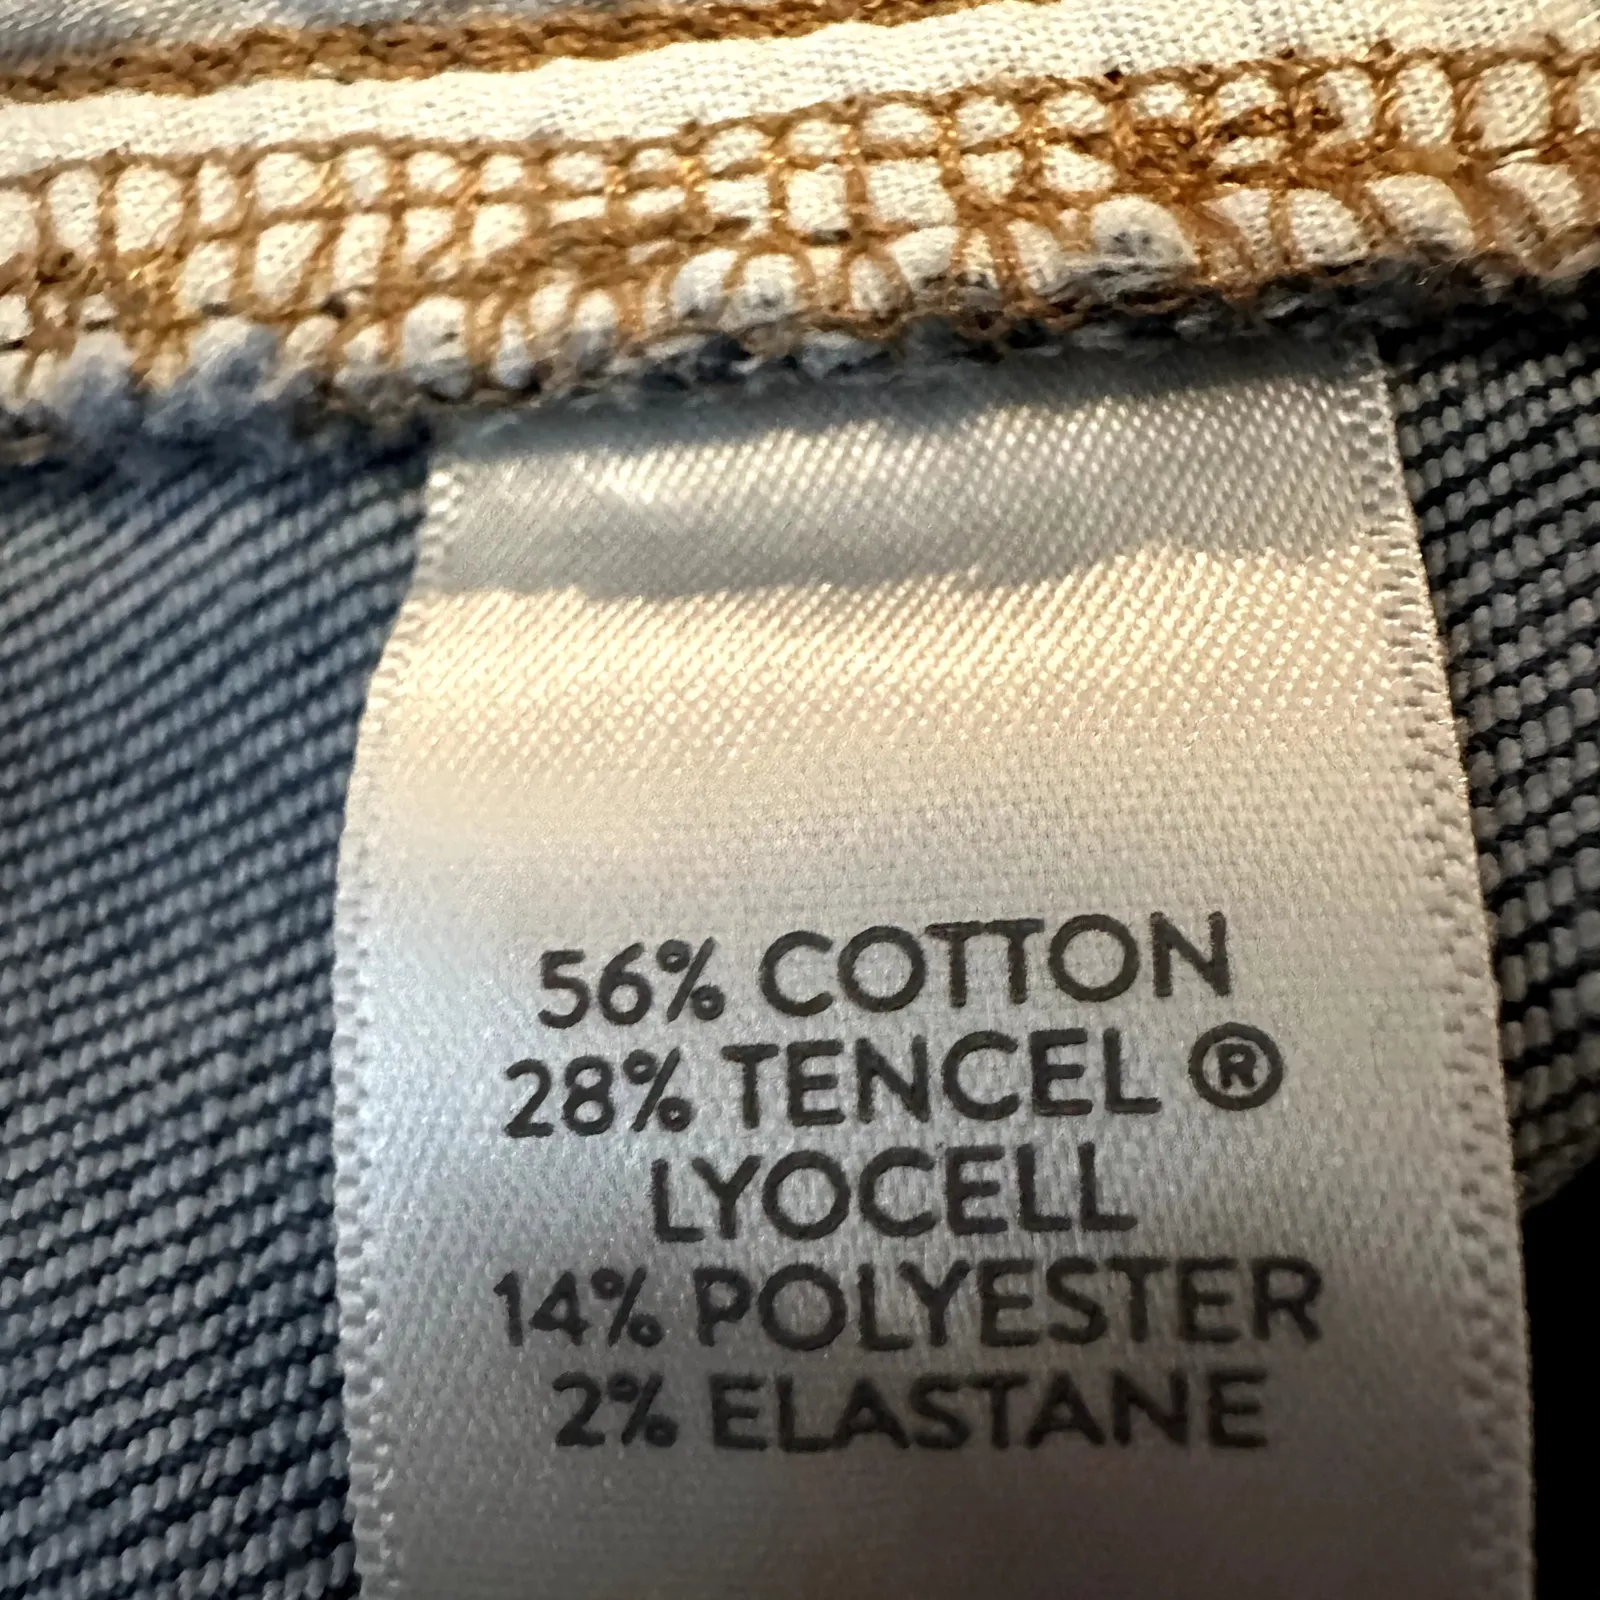 56% COTTON
28% TENCEL ®
LYOCELL
14% POLYESTER
2% ELASTANE